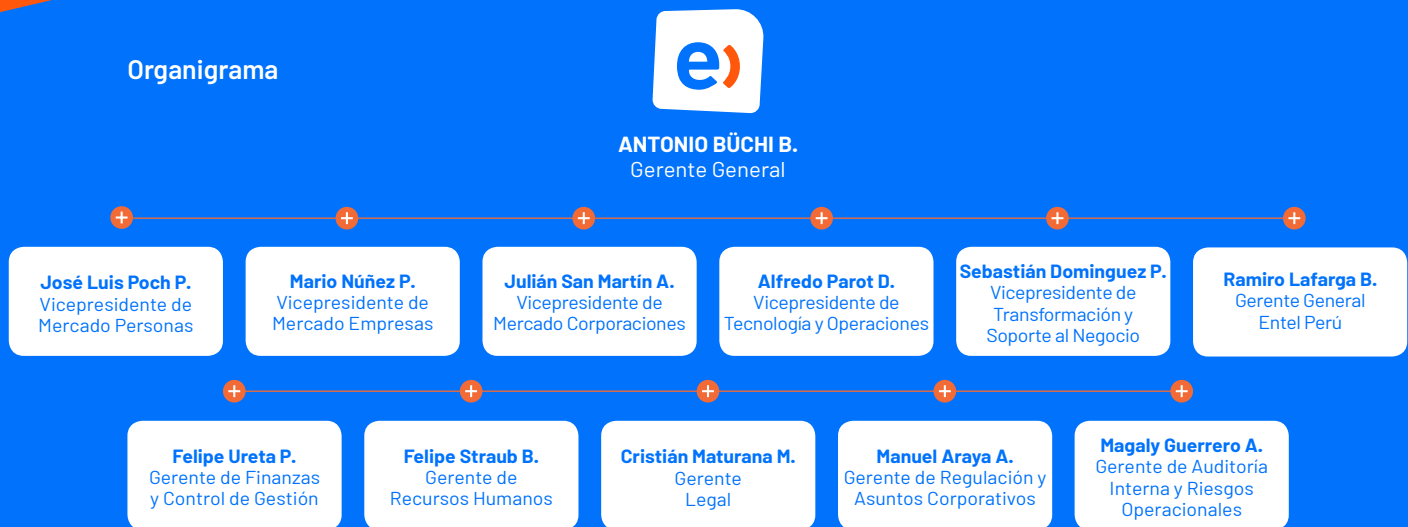 Organigrama
e)
ANTONIO BÜCHI B.
Gerente General
José Luis Poch P.
Vicepresidente de
Mercado Personas
Mario Núñez P.
Vicepresidente de
Mercado Empresas
Julián San Martín A.
Vicepresidente de
Mercado Corporaciones
Alfredo Parot D.
Vicepresidente de
Tecnología y Operaciones
Sebastián Dominguez P.
Vicepresidente de
Transformación y
Soporte al Negocio
Ramiro Lafarga B.
Gerente General
Entel Perú
Felipe Ureta P.
Gerente de Finanzas
y Control de Gestión
Felipe Straub B.
Gerente de
Recursos Humanos
Cristián Maturana M.
Gerente
Legal
Manuel Araya A.
Gerente de Regulación y
Asuntos Corporativos
Magaly Guerrero A.
Gerente de Auditoría
Interna y Riesgos
Operacionales